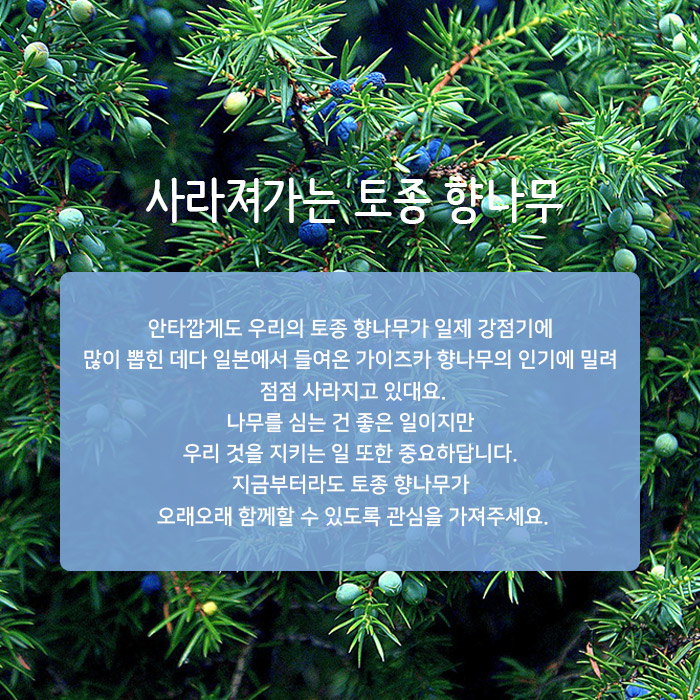 사라져가는 토종 향나무
안타깝게도 우리의 토종 향나무가 일제 강점기에
많이 뽑힌 데다 일본에서 들여온 가이즈카 향나무의 인기에 밀려
점점 사라지고 있대요.
나무를 심는 건 좋은 일이지만
우리 것을 지키는 일 또한 중요하답니다.
지금부터라도 토종 향나무가
오래오래 함께할 수 있도록 관심을 가져주세요.